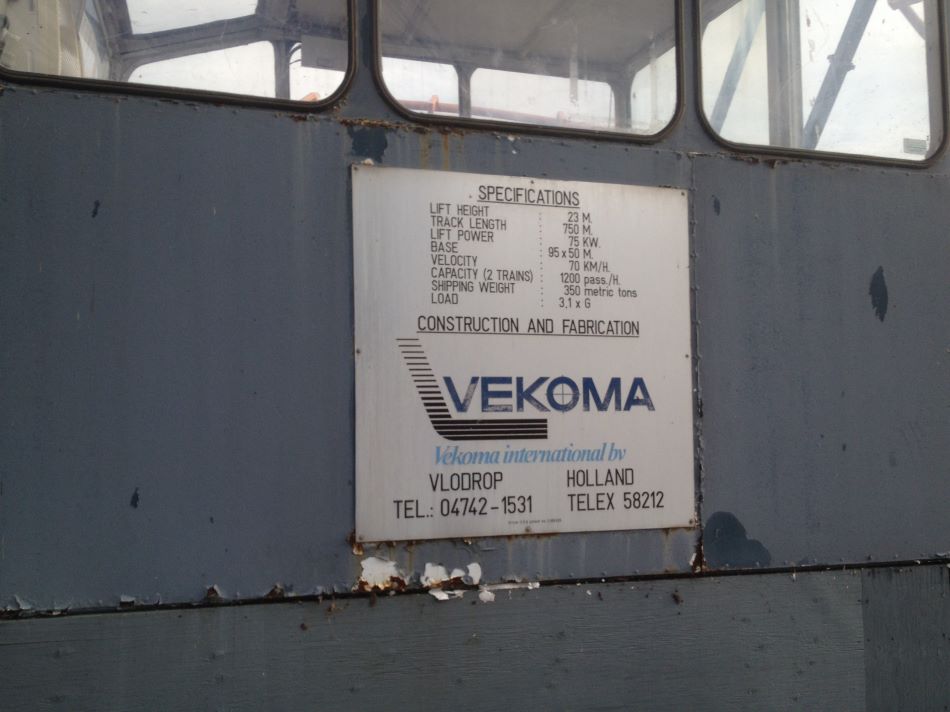 SPECIFICATIONS
LIFT HEIGHT : 23 M.
TRACK LENGTH : 750 M.
LIFT POWER : 75 KW.
BASE : 95 x 50 M.
VELOCITY : 70 KM/H.
CAPACITY (2 TRAINS) : 1200 pass./H.
SHIPPING WEIGHT : 350 metric tons
LOAD : 3,1 x G
CONSTRUCTION AND FABRICATION
VEKOMA
Vekoma international bv
VLODROP HOLLAND
TEL.: 04742-1531 TELEX 58212